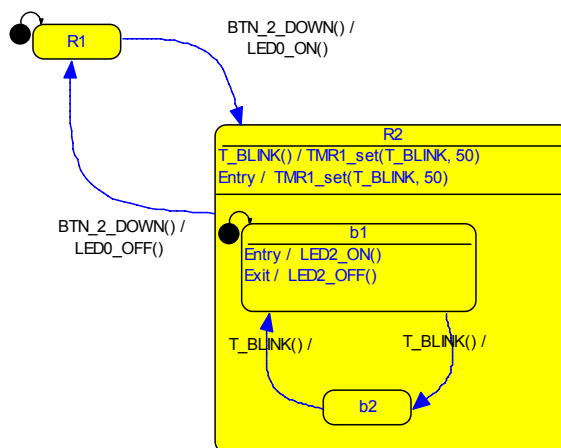 R1
BTN_2_DOWN() /
LED0_ON()
R2
T_BLINK() / TMR1_set(T_BLINK, 50)
Entry / TMR1_set(T_BLINK, 50)
BTN_2_DOWN() /
LED0_OFF()
b1
Entry / LED2_ON()
Exit / LED2_OFF()
T_BLINK() /
T_BLINK() /
b2